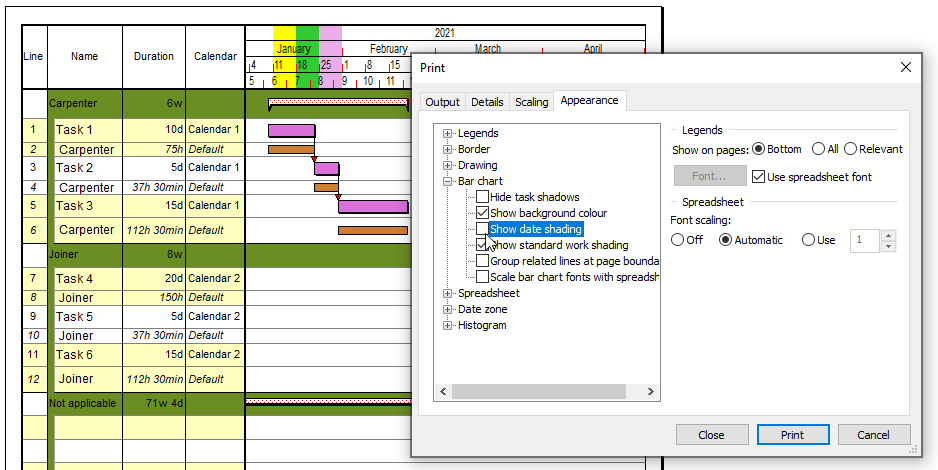 2021
Line Name Duration Calendar January February March April
4 11 18 25 1 8 15
5 6 7 8 9 10 11
Carpenter 6w
1 Task 1 10d Calendar 1
2 Carpenter 75h Default
3 Task 2 5d Calendar 1
4 Carpenter 37h 30min Default
5 Task 3 15d Calendar 1
6 Carpenter 112h 30min Default
Joiner 8w
7 Task 4 20d Calendar 2
8 Joiner 150h Default
9 Task 5 5d Calendar 2
10 Joiner 37h 30min Default
11 Task 6 15d Calendar 2
12 Joiner 112h 30min Default
Not applicable 71w 4d
Print
Output Details Scaling Appearance
Legends
Border
Drawing
Bar chart
Hide task shadows
Show background colour
Show date shading
Show standard work shading
Group related lines at page bounda
Scale bar chart fonts with spreadsh
Spreadsheet
Date zone
Histogram
Legends
Show on pages: Bottom All Relevant
Font... Use spreadsheet font
Spreadsheet
Font scaling:
Off Automatic Use 1
Close Print Cancel